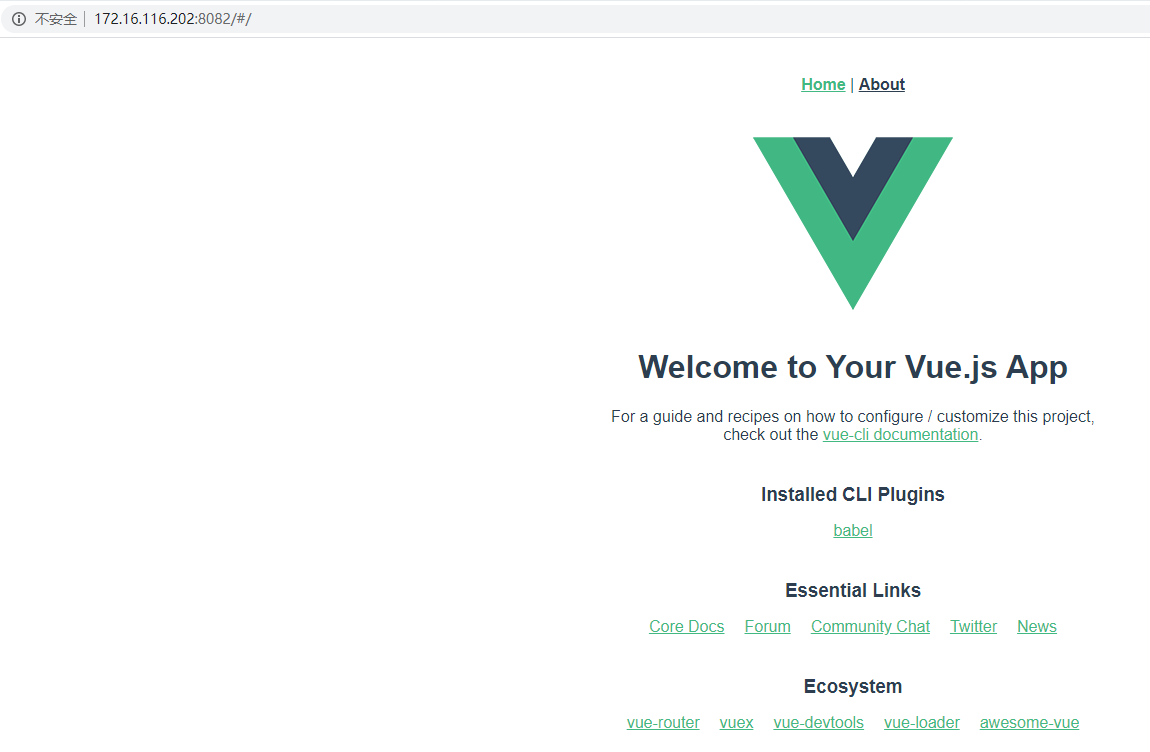 不安全 | 172.16.116.202:8082/#/
Home | About
Welcome to Your Vue.js App
For a guide and recipes on how to configure / customize this project,
check out the vue-cli documentation.
Installed CLI Plugins
babel
Essential Links
Core Docs Forum Community Chat Twitter News
Ecosystem
vue-router vuex vue-devtools vue-loader awesome-vue